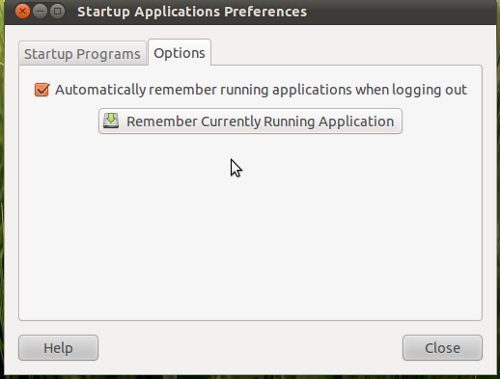 Startup Applications Preferences
Startup Programs
Options
Automatically remember running applications when logging out
Remember Currently Running Application
Help
Close